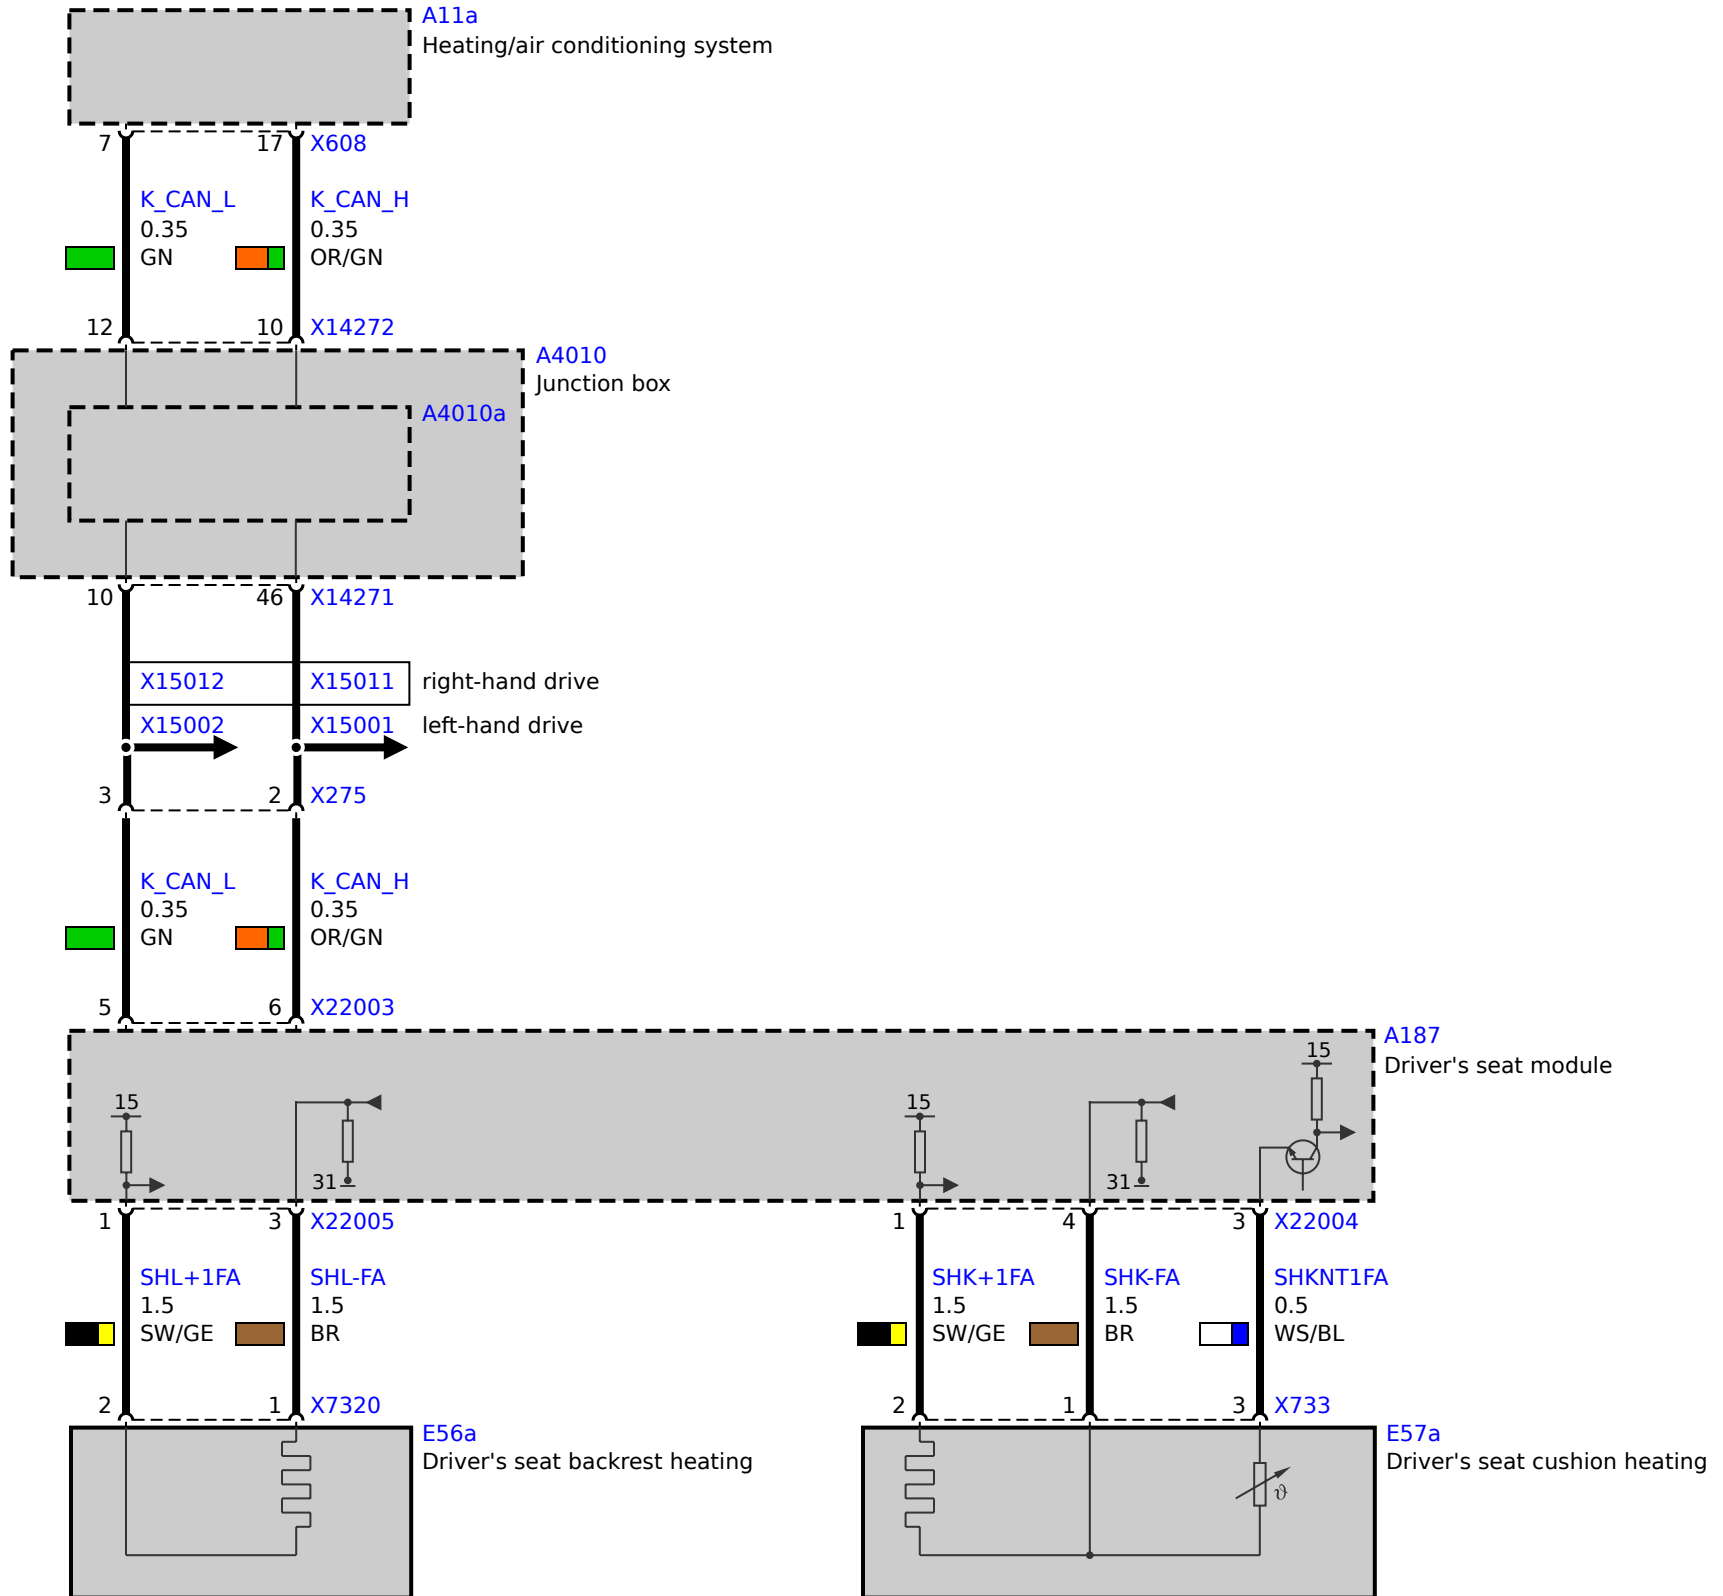 A11a
Heating/air conditioning system
7 17 X608
K_CAN_L K_CAN_H
0.35 0.35
GN OR/GN
12 10 X14272
A4010
Junction box
A4010a
10 46 X14271
X15012 X15011 right-hand drive
X15002 X15001 left-hand drive
3 2 X275
K_CAN_L K_CAN_H
0.35 0.35
GN OR/GN
5 6 X22003
A187
Driver's seat module
15
15 15
31 31
1 3 X22005 1 4 3 X22004
SHL+1FA SHL-FA SHK+1FA SHK-FA SHKNT1FA
1.5 1.5 1.5 1.5 0.5
SW/GE BR SW/GE BR WS/BL
2 1 X7320 2 1 3 X733
E56a E57a
Driver's seat backrest heating Driver's seat cushion heating
ϑ